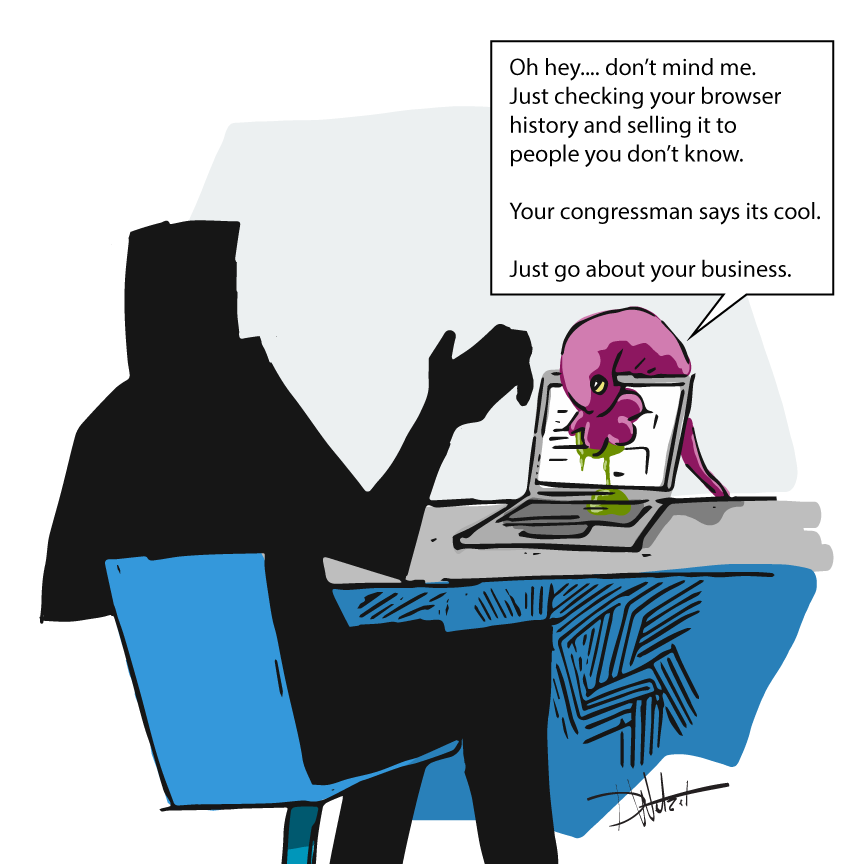 Oh hey.... don't mind me.
Just checking your browser
history and selling it to
people you don't know.
Your congressman says its cool.
Just go about your business.